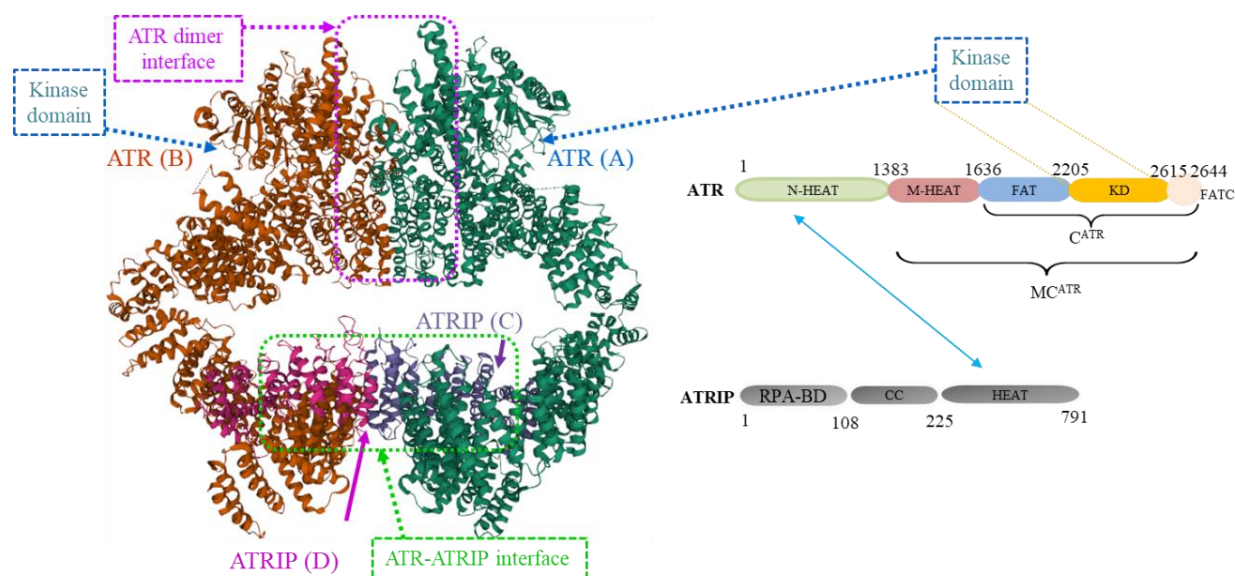 ATR dimer
interface
Kinase
domain
ATR (B)
ATR (A)
ATRIP (C)
ATRIP (D)
ATR-ATRIP interface
Kinase
domain
1 1383 1636 2205 2615 2644
ATR N-HEAT M-HEAT FAT KD FATC
CATR
MCATR
ATRIP RPA-BD CC HEAT
1 108 225 791